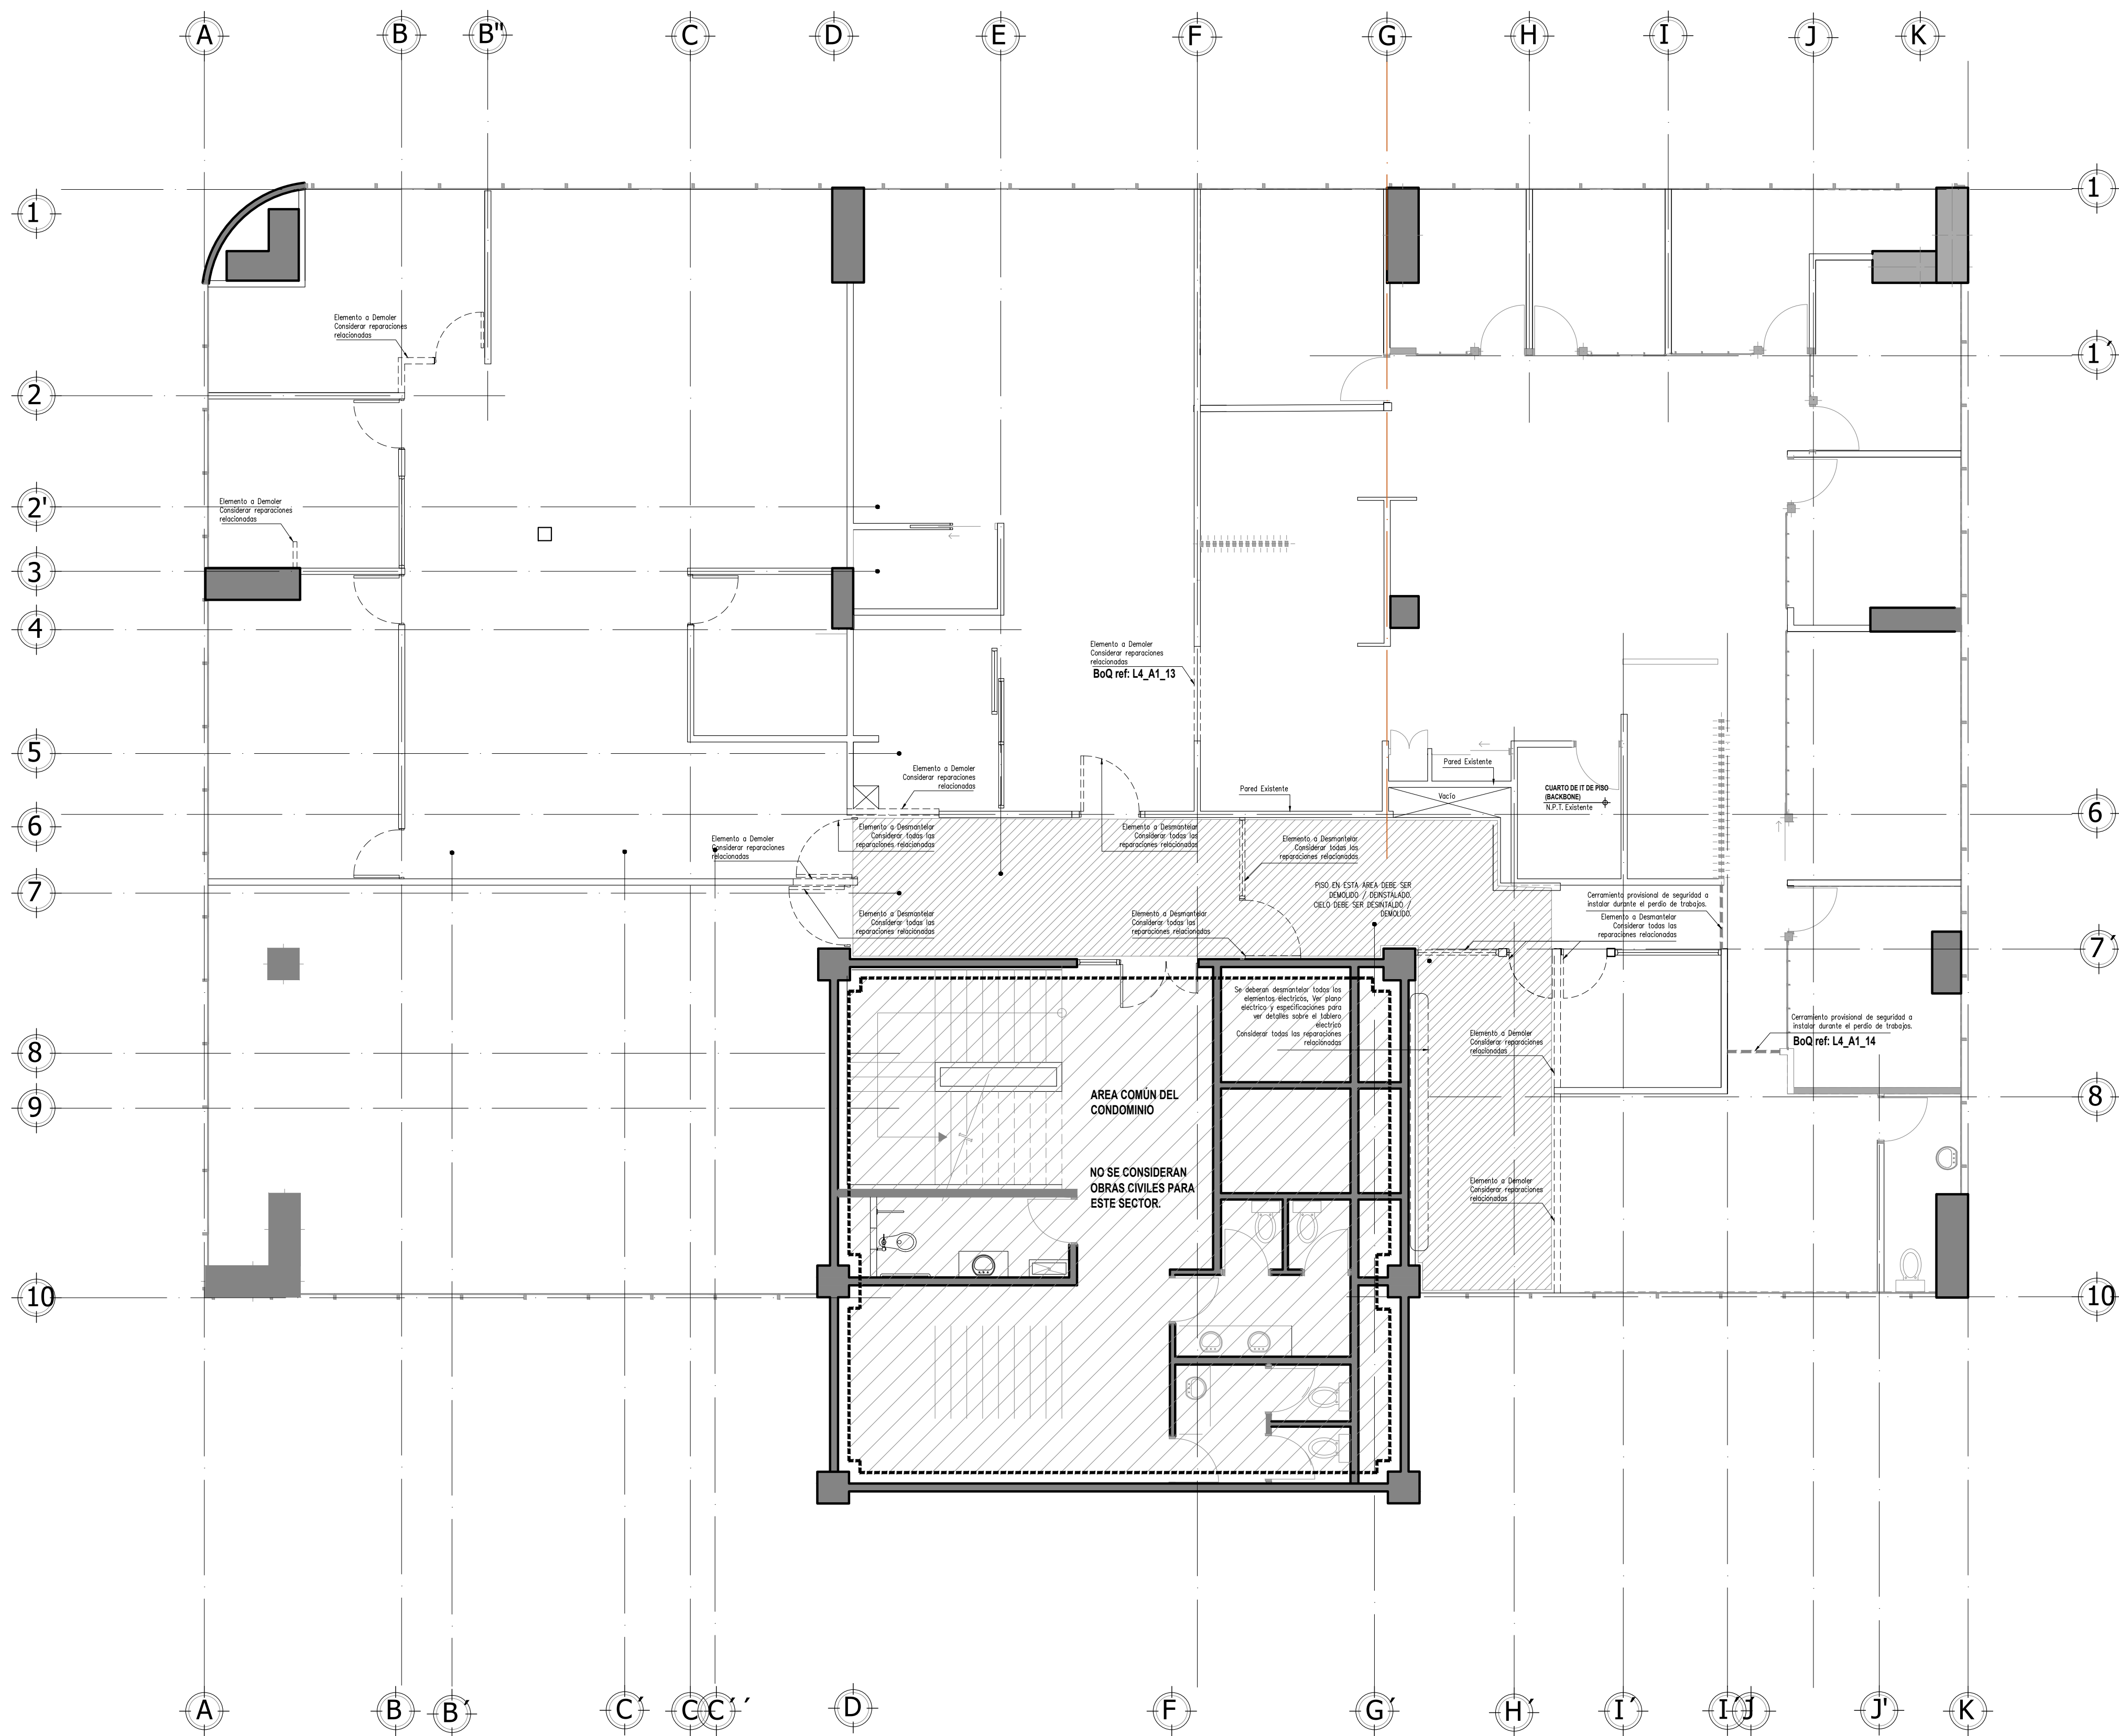 A
B
B"
C
D
E
F
G
H
I
J
K
1
1
Elemento a Demoler
Considerar reparaciones
relacionadas
1´
2
2'
Elemento a Demoler
Considerar reparaciones
relacionadas
3
4
Elemento a Demoler
Considerar reparaciones
relacionadas
BoQ ref: L4_A1_13
5
Elemento a Demoler
Considerar reparaciones
relacionadas
Pared Existente
Pared Existente
Vacío
CUARTO DE IT DE PISO
(BACKBONE)
N.P.T. Existente
6
6
Elemento a Demoler
Considerar reparaciones
relacionadas
Elemento a Desmantelar
Considerar todas las
reparaciones relacionadas
Elemento a Desmantelar
Considerar todas las
reparaciones relacionadas
Elemento a Desmantelar
Considerar todas las
reparaciones relacionadas
7
PISO EN ESTA AREA DEBE SER
DEMOLIDO / DEINSTALADO.
CIELO DEBE SER DESINTALDO /
DEMOLIDO.
Cerramiento provisional de seguridad a
instalar durante el perdio de trabajos.
Elemento a Desmantelar
Considerar todas las
reparaciones relacionadas
Elemento a Desmantelar
Considerar todas las
reparaciones relacionadas
Elemento a Desmantelar
Considerar todas las
reparaciones relacionadas
7´
Se deberan desmantelar todos los
elementos electricos, Ver plano
electrico y especificaciones para
ver detalles sobre el tablero
electrico
Considerar todas las reparaciones
relacionadas
Elemento a Demoler
Considerar reparaciones
relacionadas
Cerramiento provisional de seguridad a
instalar durante el perdio de trabajos.
BoQ ref: L4_A1_14
8
8
9
AREA COMÚN DEL
CONDOMINIO
NO SE CONSIDERAN
OBRAS CIVILES PARA
ESTE SECTOR.
Elemento a Demoler
Considerar reparaciones
relacionadas
10
10
A
B
B´
C´
C
C´´
D
F
G´
H´
I´
I´
J
J'
K